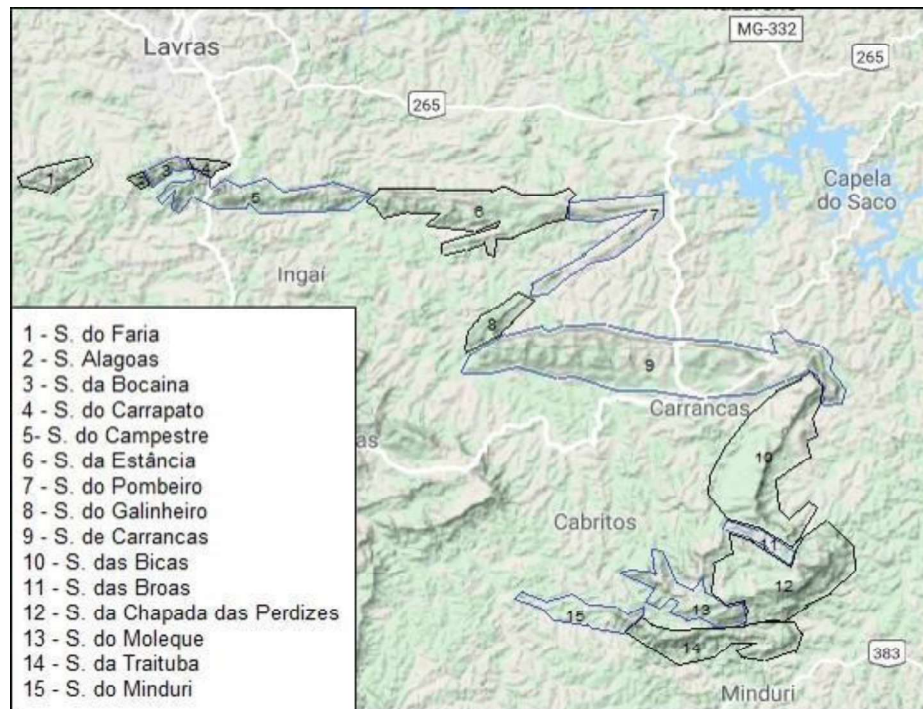 MG-332
Lavras
265
265
1
2
3
4
5
6
7
Capela
do Saco
Ingaí
8
9
Carrancas
10
Cabritos
11
12
13
14
15
383
Minduri
as
1 - S. do Faria
2 - S. Alagoas
3 - S. da Bocaina
4 - S. do Carrapato
5- S. do Campestre
6 - S. da Estância
7 - S. do Pombeiro
8 - S. do Galinheiro
9 - S. de Carrancas
10 - S. das Bicas
11 - S. das Broas
12 - S. da Chapada das Perdizes
13 - S. do Moleque
14 - S. da Traituba
15 - S. do Minduri